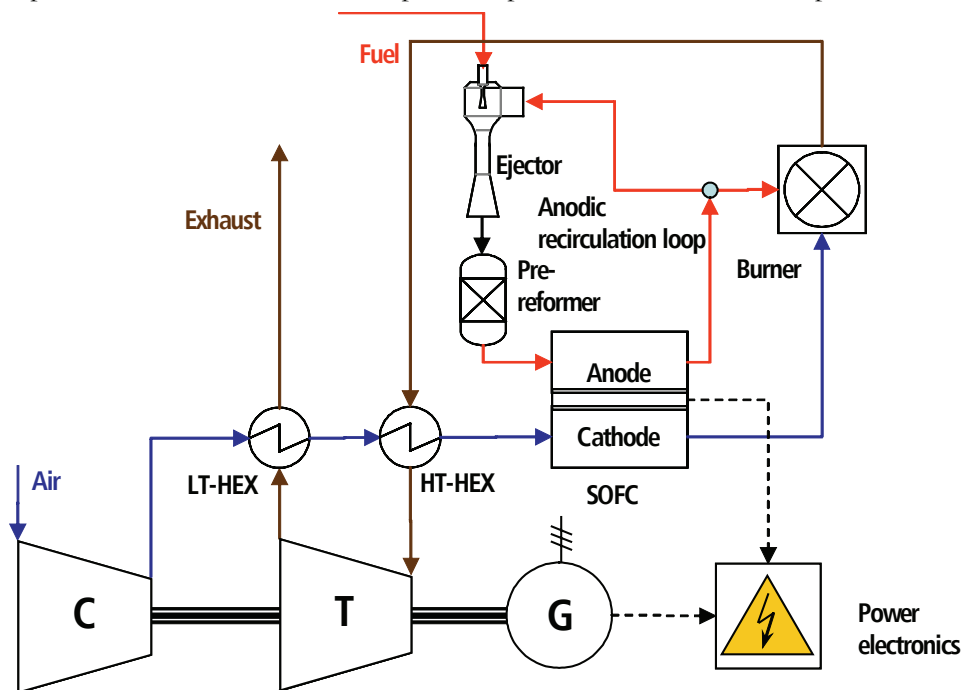 Fuel
Ejector
Exhaust
Anodic
recirculation loop
Burner
Pre-
reformer
Anode
Cathode
LT-HEX
HT-HEX
SOFC
Air
C
T
G
Power
electronics